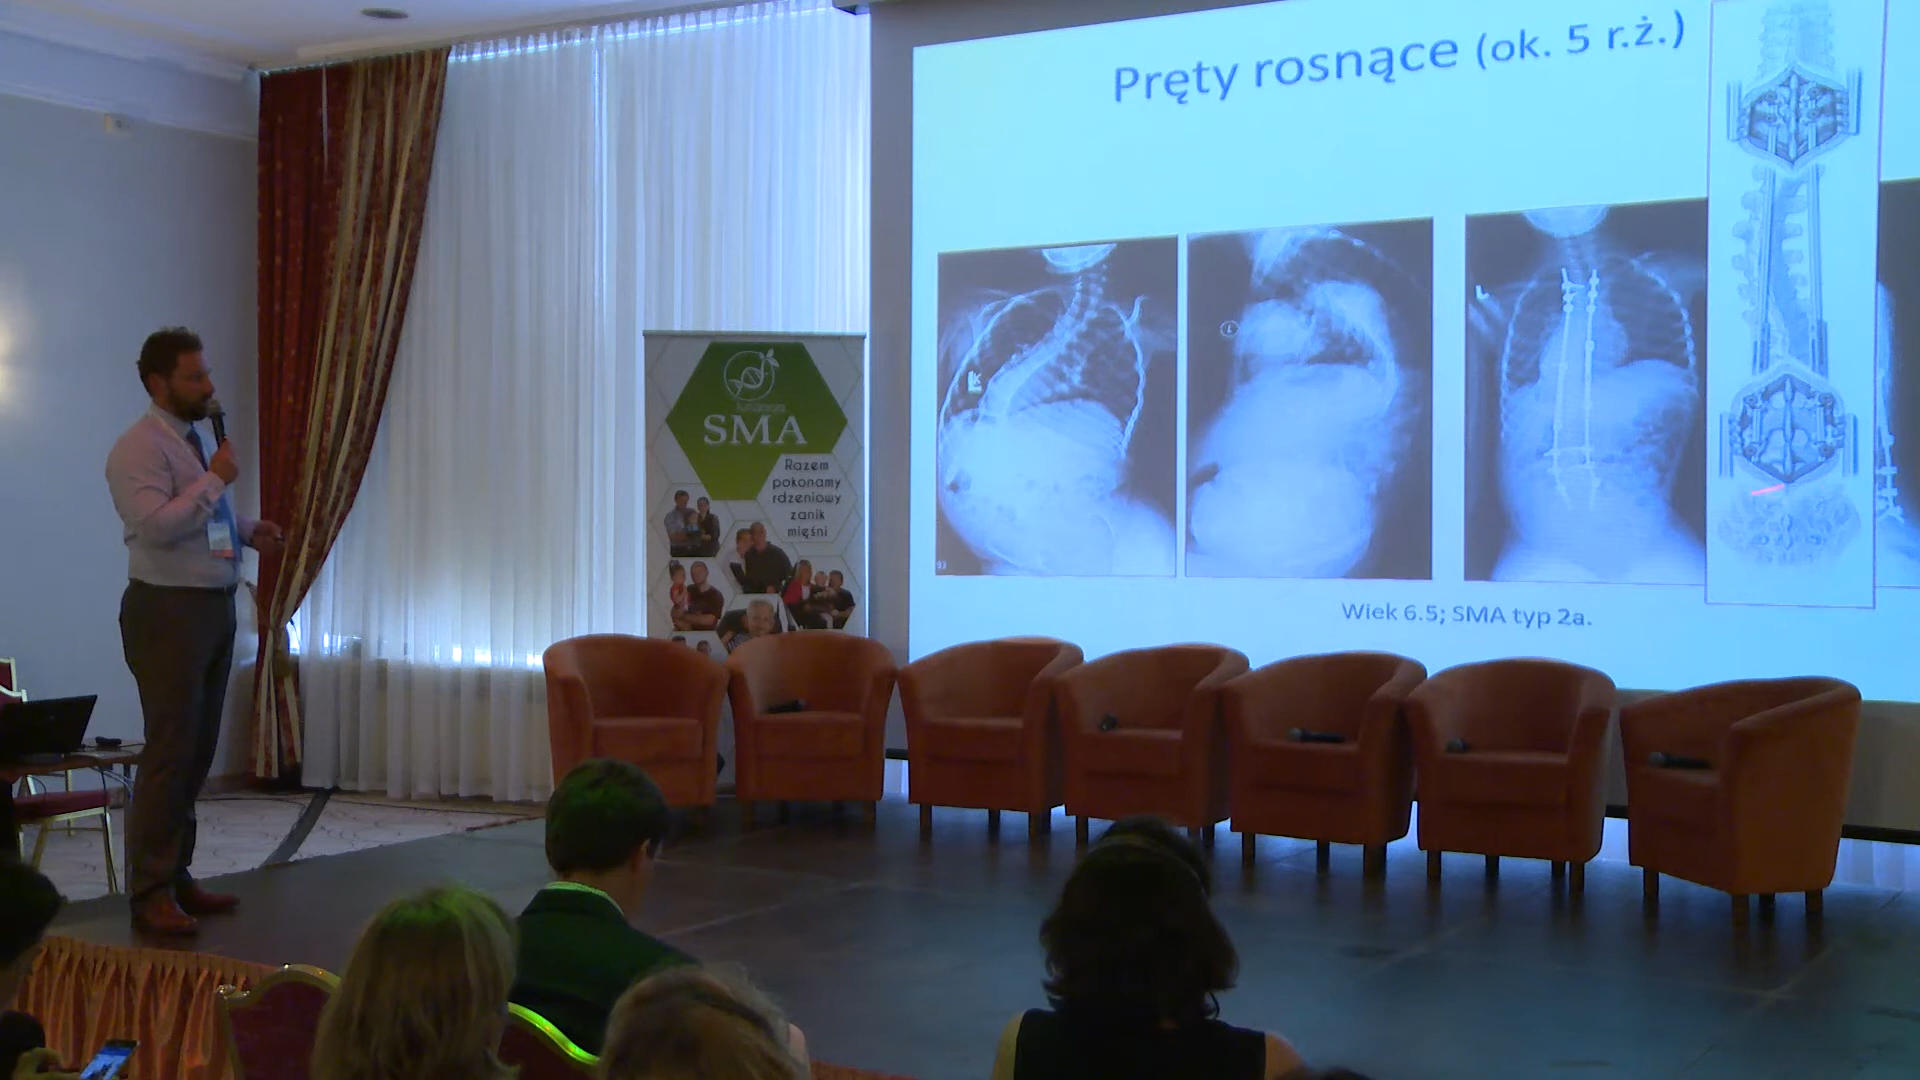 Pręty rosnące (ok. 5 r.ż.)
L
L
Wiek 6.5; SMA typ 2a.
SMA
Razem
pokonamy
rdzeniowy
zanik
mięśni